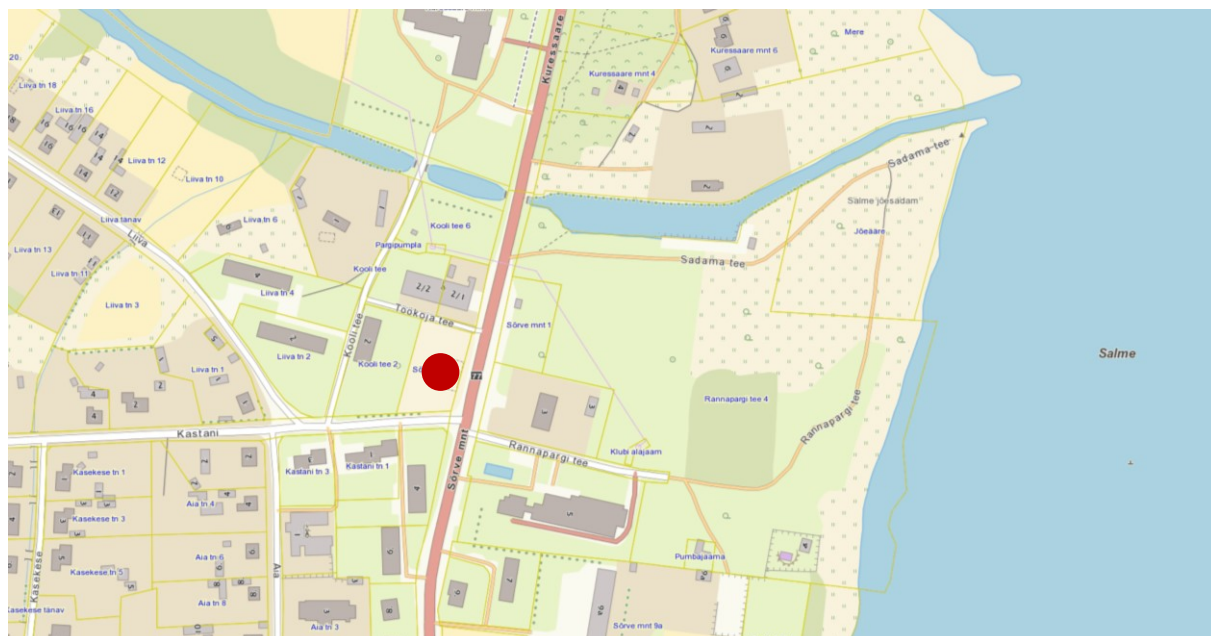 Mere
Kuressaare mnt
Kuressaare mnt 6
Kuressaare mnt 4
20.
Liiva tn 18
Liiva tn 16
Liiva tn 12
Liiva tn 10
Liiva tn 6
Liiva tänav
Liiva
Liiva tn 13
Liiva tn 11
Liiva tn 3
Liiva tn 4
Liiva tn 2
Liiva tn 1
Sadama tee
Salme jõesadam
Jõeääre
Sadama tee
Kooli tee 6
Pargipumpla
Kooli tee
2/2
2/1
Töökoja tee
Kooli tee
Kooli tee 2
Sõrve mnt 1
77
Salme
Rannapargi tee 4
Rannapargi tee
Kastani
Sõrve mnt
Rannapargi tee
Klubi alajaam
Kastani tn 3
Kastani tn 1
Kasekese tn 1
Kasekese tn 3
Kasekese tn 5
Kasekese
Kasekese tänav
Aia tn 4
Aia tn 6
Aia tn 8
Aia
Aia tn 3
Pumbajaama
9a
9a
Sõrve mnt 9a